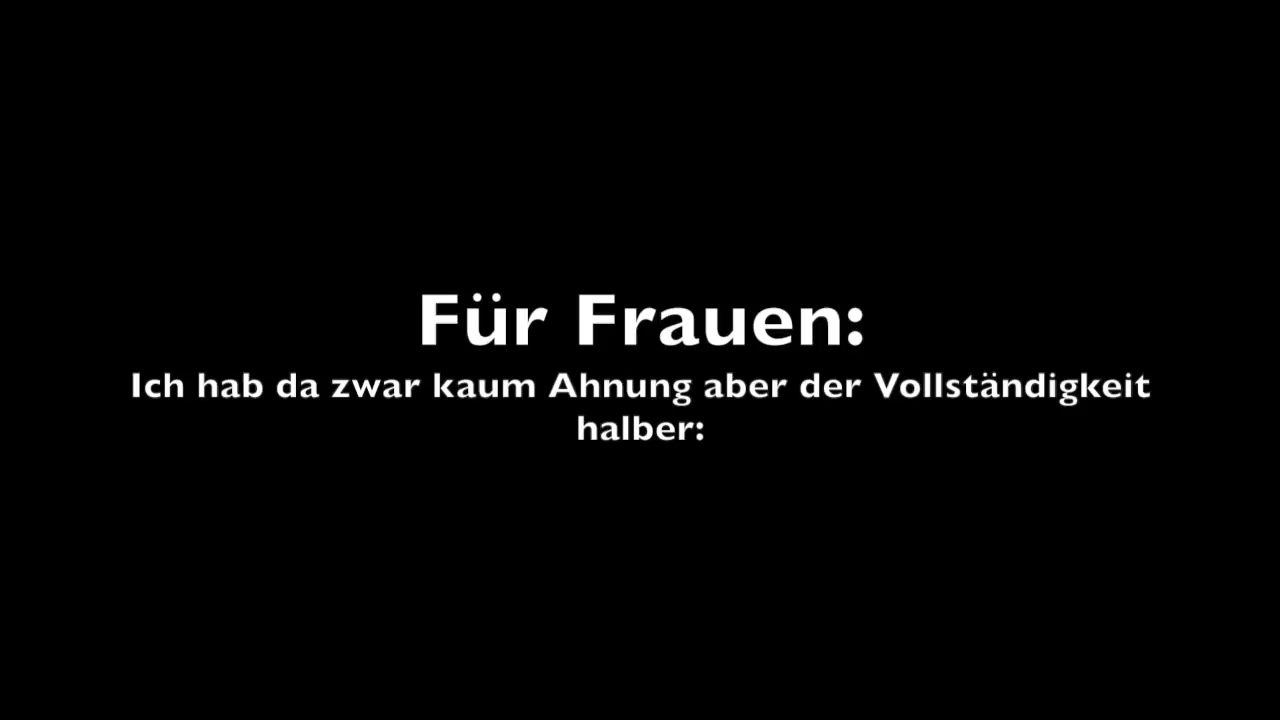 Für Frauen:
Ich hab da zwar kaum Ahnung aber der Vollständigkeit
halber: